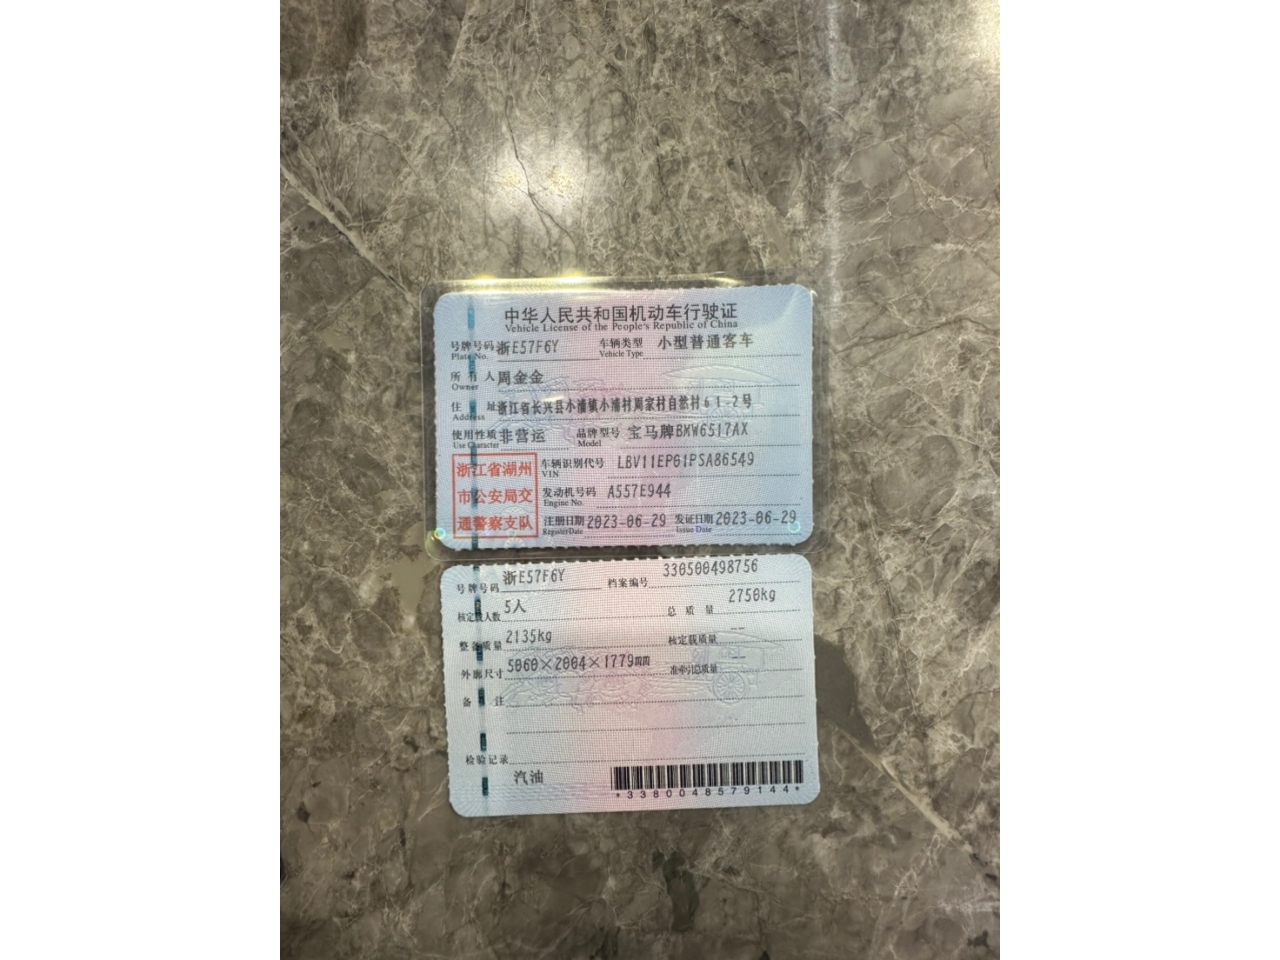 中华人民共和国机动车行驶证
Vehicle License of the People's Republic of China
号牌号码 浙E57F6Y 车辆类型 小型普通客车
Plate No. Vehicle Type
所有人 周金金
Owner
住址 浙江省长兴县小浦镇小浦村周家村自然村61-2号
Address
使用性质 非营运 品牌型号 宝马牌BMW6517AX
Use Character Model
浙江省湖州
市公安局交
通警察支队
车辆识别代号 LBV11EP61PSA86549
VIN
发动机号码 A557E944
Engine No.
注册日期 2023-06-29 发证日期 2023-06-29
Register Date Issue Date
号牌号码 浙E57F6Y 档案编号 330500498756
核定载人数 5人 总质量 2750kg
整备质量 2135kg 核定载质量 --
外廓尺寸 5060×2004×1779mm 准牵引总质量 --
备注
检验记录
汽油
*3380048579144*